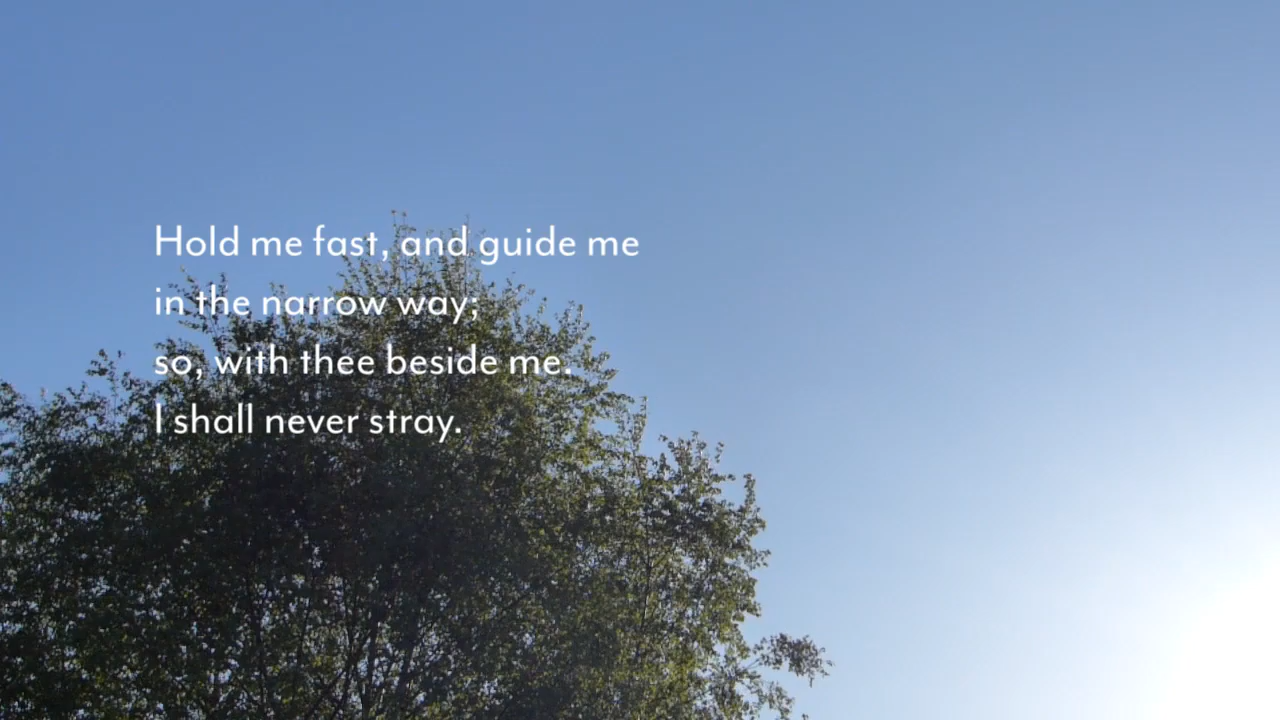 Hold me fast, and guide me
in the narrow way;
so, with thee beside me.
I shall never stray.